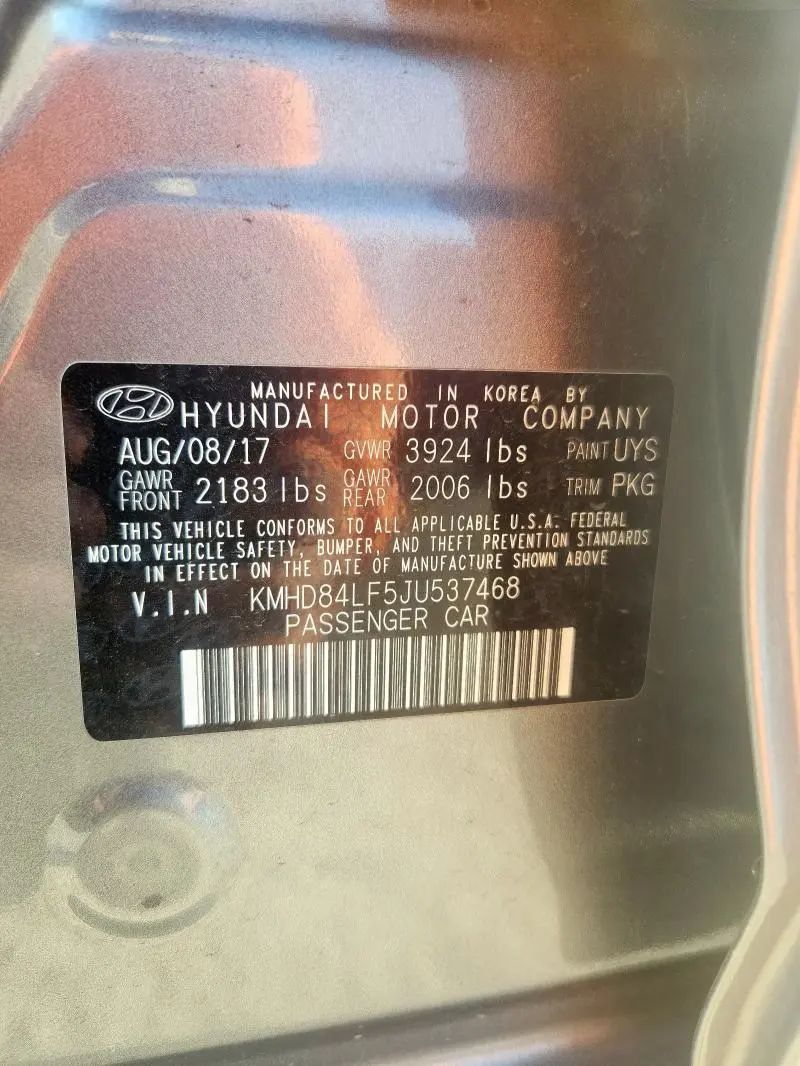 MANUFACTURED IN KOREA BY
HYUNDAI MOTOR COMPANY
AUG/08/17 GVWR 3924 lbs PAINT UYS
GAWR FRONT 2183 lbs GAWR REAR 2006 lbs TRIM PKG
THIS VEHICLE CONFORMS TO ALL APPLICABLE U.S.A. FEDERAL
MOTOR VEHICLE SAFETY, BUMPER, AND THEFT PREVENTION STANDARDS
IN EFFECT ON THE DATE OF MANUFACTURE SHOWN ABOVE
V.I.N KMHD84LF5JU537468
PASSENGER CAR